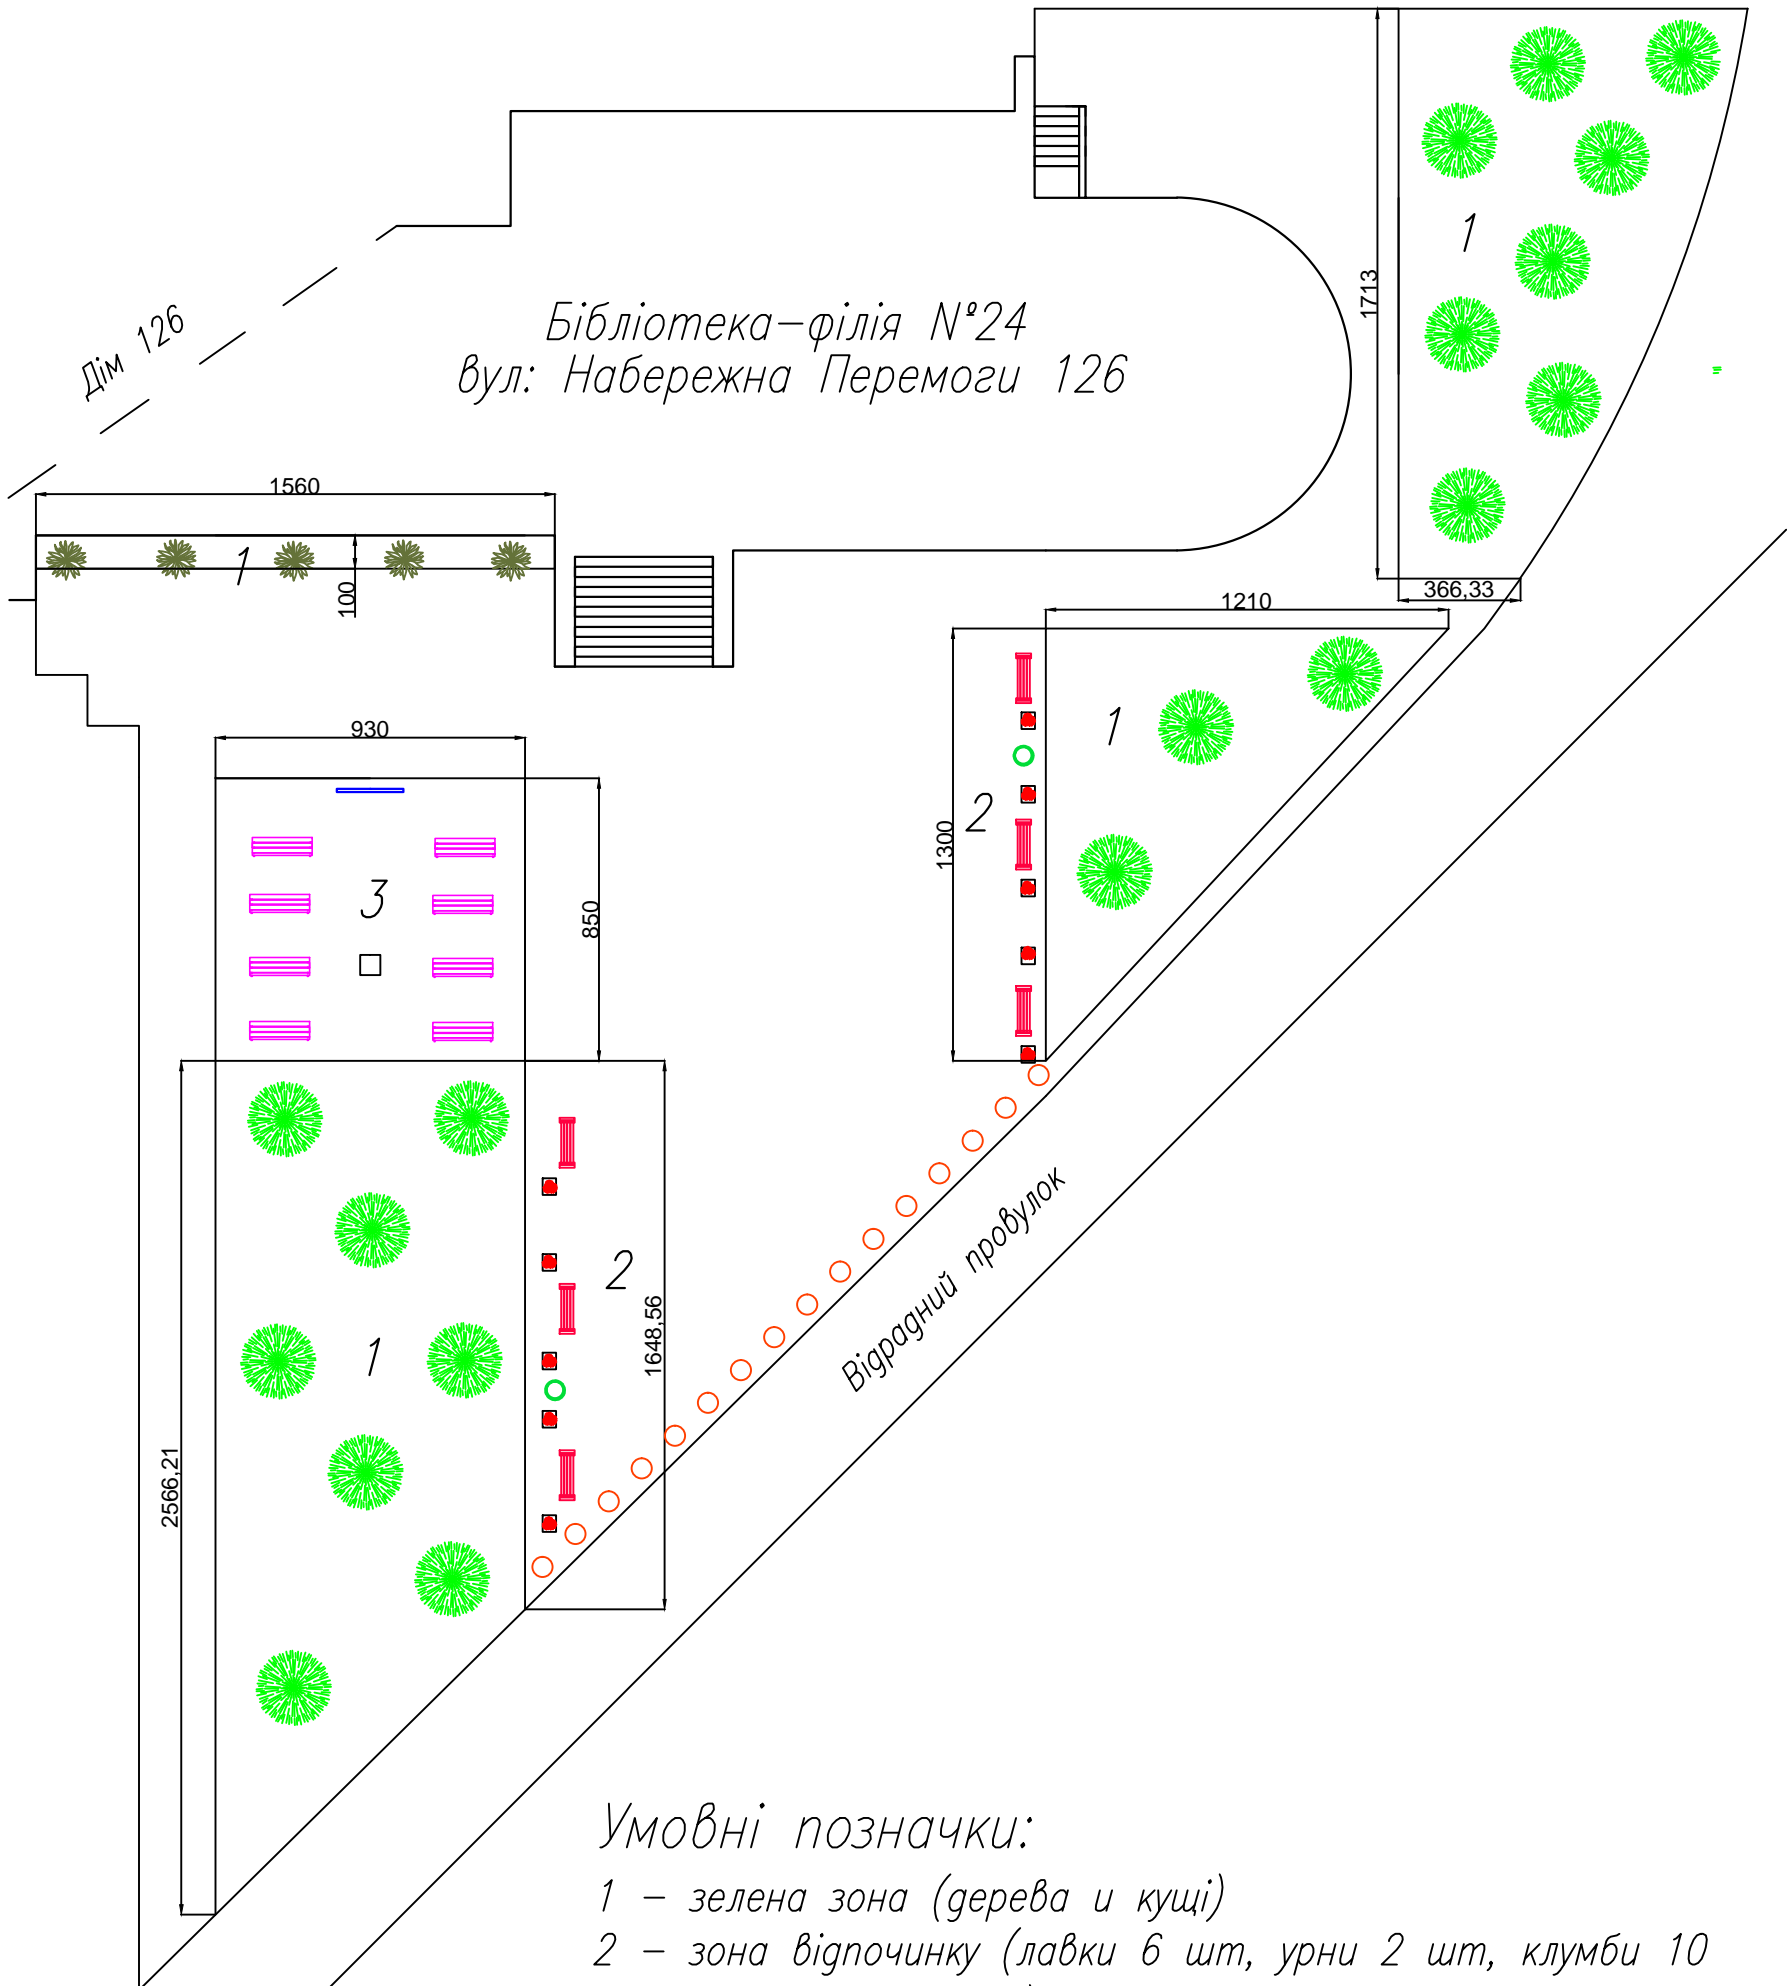 Дім 126
Бібліотека-філія №24
вул: Набережна Перемоги 126
1
1713
1560
1
100
366,33
1210
1
930
2
1300
3
850
2
1648,56
1
2566,21
Відрадний провулок
Умовні позначки:
1 - зелена зона (дерева и кущі)
2 - зона відпочинку (лавки 6 шт, урни 2 шт, клумби 10